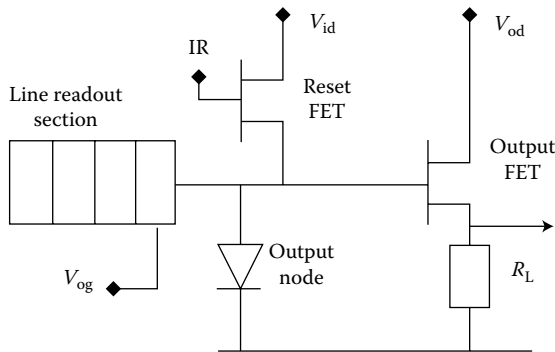 V_id
V_od
IR
Reset
FET
Line readout
section
Output
FET
Output
node
V_og
R_L